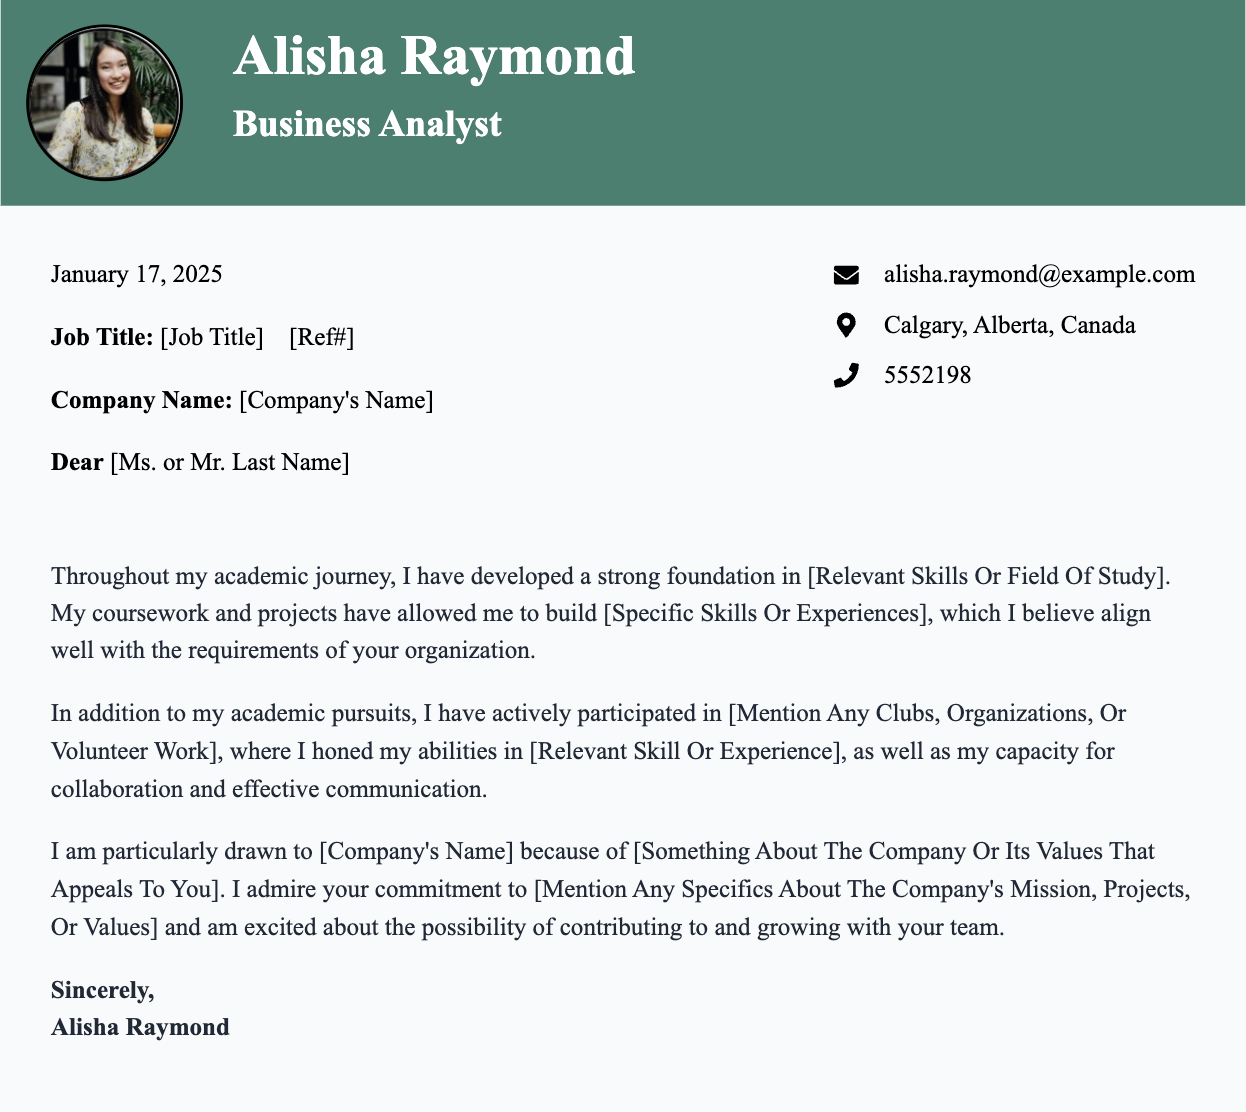 Alisha Raymond
Business Analyst
January 17, 2025
Job Title: [Job Title] [Ref#]
Company Name: [Company's Name]
Dear [Ms. or Mr. Last Name]
alisha.raymond@example.com
Calgary, Alberta, Canada
5552198
Throughout my academic journey, I have developed a strong foundation in [Relevant Skills Or Field Of Study].
My coursework and projects have allowed me to build [Specific Skills Or Experiences], which I believe align
well with the requirements of your organization.
In addition to my academic pursuits, I have actively participated in [Mention Any Clubs, Organizations, Or
Volunteer Work], where I honed my abilities in [Relevant Skill Or Experience], as well as my capacity for
collaboration and effective communication.
I am particularly drawn to [Company's Name] because of [Something About The Company Or Its Values That
Appeals To You]. I admire your commitment to [Mention Any Specifics About The Company's Mission, Projects,
Or Values] and am excited about the possibility of contributing to and growing with your team.
Sincerely,
Alisha Raymond